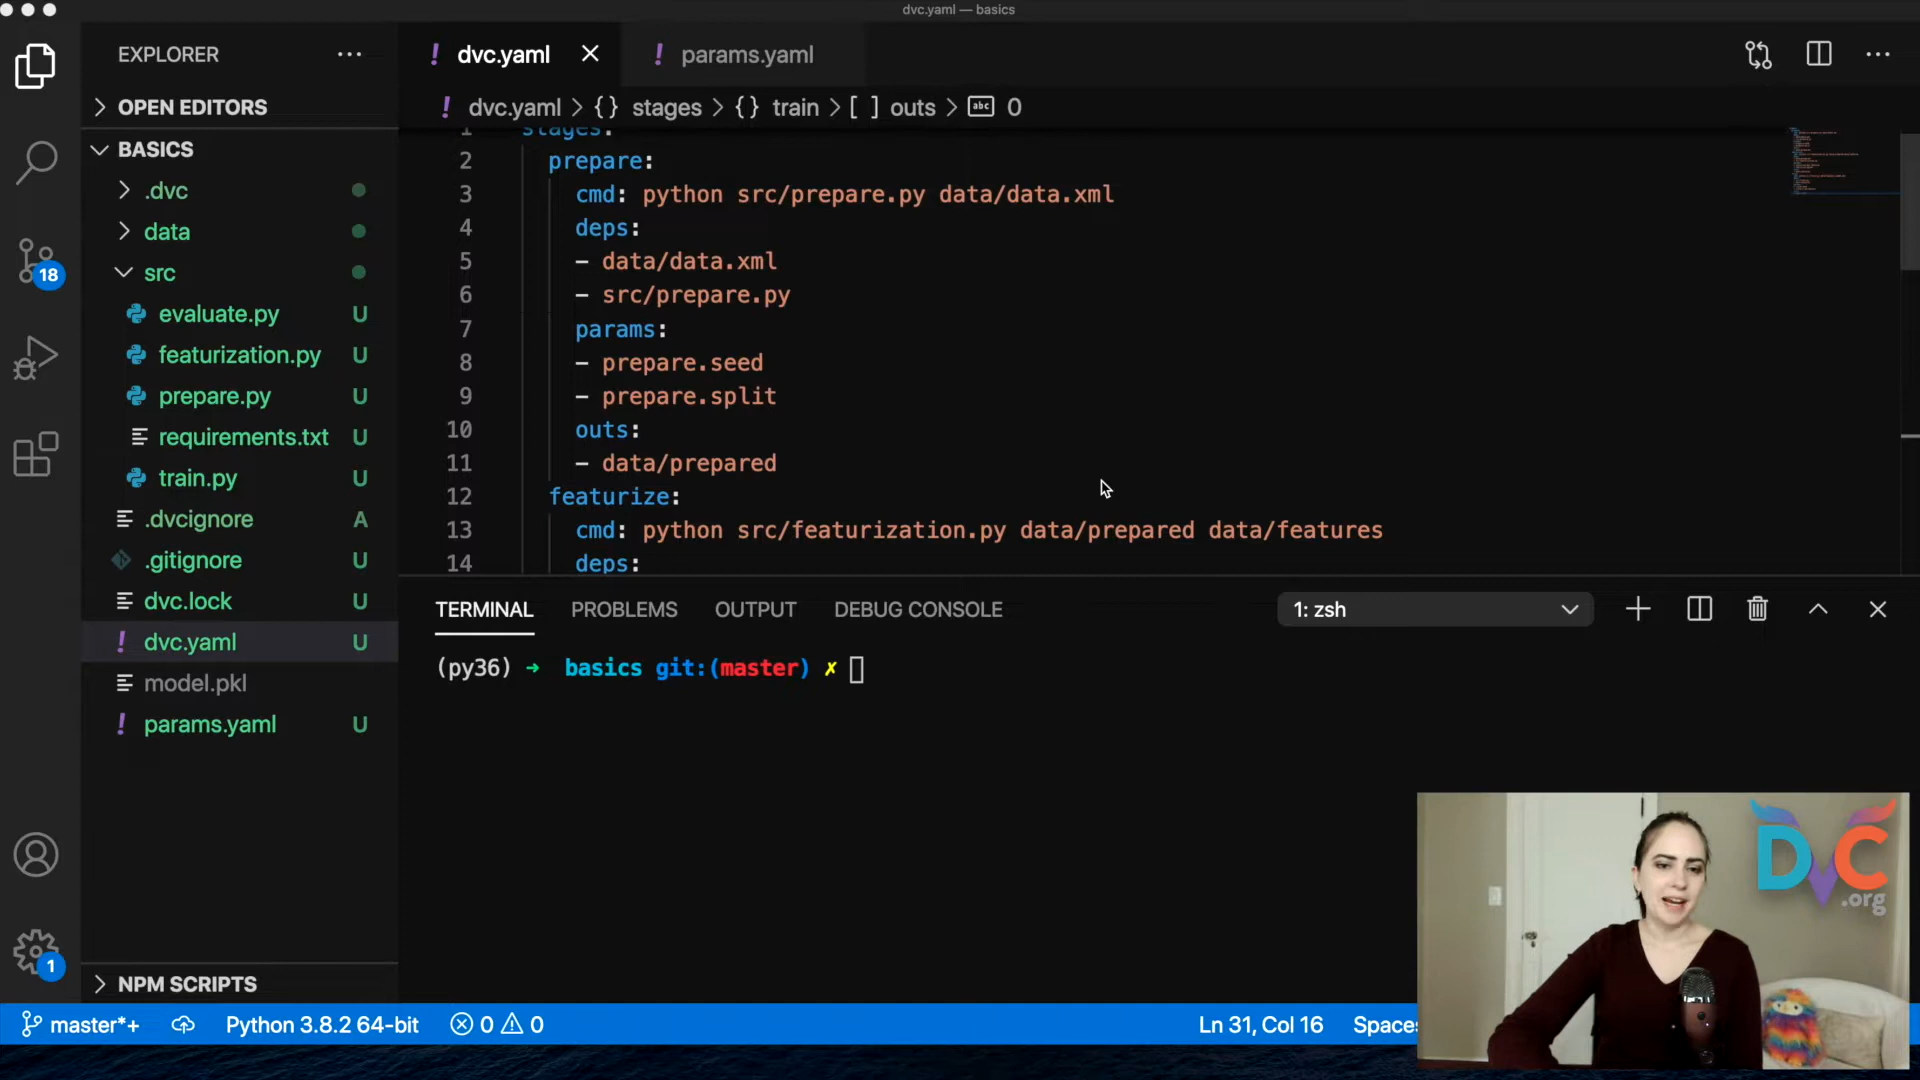 dvc.yaml — basics
EXPLORER
dvc.yaml
params.yaml
OPEN EDITORS
dvc.yaml > {} stages > {} train > [ ] outs > abc 0
BASICS
.dvc
data
src
evaluate.py U
featurization.py U
prepare.py U
requirements.txt U
train.py U
.dvcignore A
.gitignore U
dvc.lock U
dvc.yaml U
model.pkl
params.yaml U
NPM SCRIPTS
18
1
1 stages:
2 prepare:
3 cmd: python src/prepare.py data/data.xml
4 deps:
5 - data/data.xml
6 - src/prepare.py
7 params:
8 - prepare.seed
9 - prepare.split
10 outs:
11 - data/prepared
12 featurize:
13 cmd: python src/featurization.py data/prepared data/features
14 deps:
TERMINAL PROBLEMS OUTPUT DEBUG CONSOLE 1: zsh
(py36) → basics git:(master) ✗
DVC
.org
master*+ Python 3.8.2 64-bit 0 0 Ln 31, Col 16 Spaces